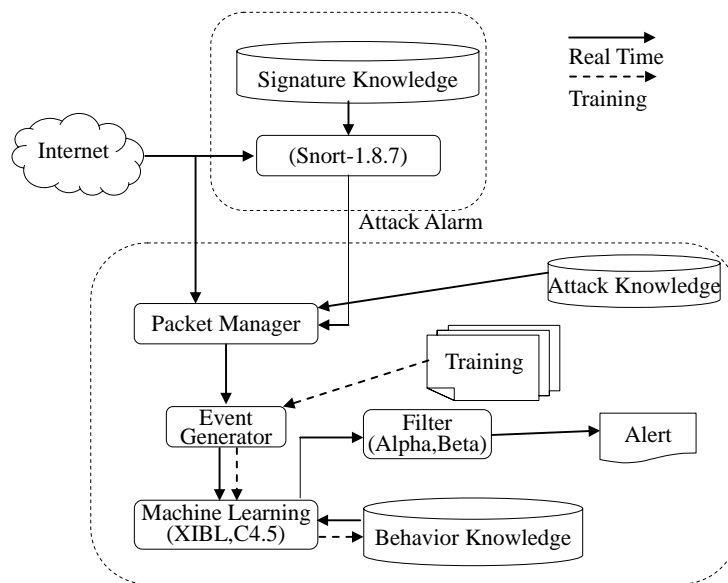 Signature Knowledge
Real Time
Training
Internet
(Snort-1.8.7)
Attack Alarm
Attack Knowledge
Packet Manager
Training
Event
Generator
Filter
(Alpha,Beta)
Alert
Machine Learning
(XIBL,C4.5)
Behavior Knowledge